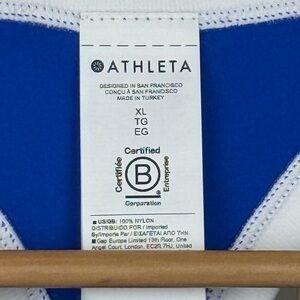 ATHLETA
DESIGNED IN SAN FRANCISCO
CONÇU À SAN FRANCISCO
MADE IN TURKEY
XL
TG
EG
Certified
Certifiée
B
Entreprise
Corporation
US/GB: 100% NYLON
DISTRIBUIDO POR / Imported
By/Importe Par / ΕΙΣΑΓΕΤΑΙ ΑΠΟ ΤΗΝ:
Gap Europe Limited 13th Floor, One
Angel Court, London, EC2R 7HJ, United